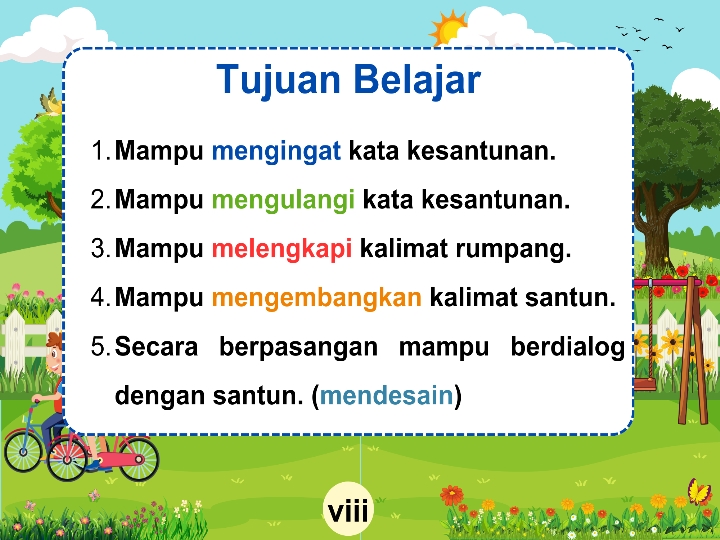 Tujuan Belajar
1. Mampu mengingat kata kesantunan.
2. Mampu mengulangi kata kesantunan.
3. Mampu melengkapi kalimat rumpang.
4. Mampu mengembangkan kalimat santun.
5. Secara berpasangan mampu berdialog
dengan santun. (mendesain)
viii